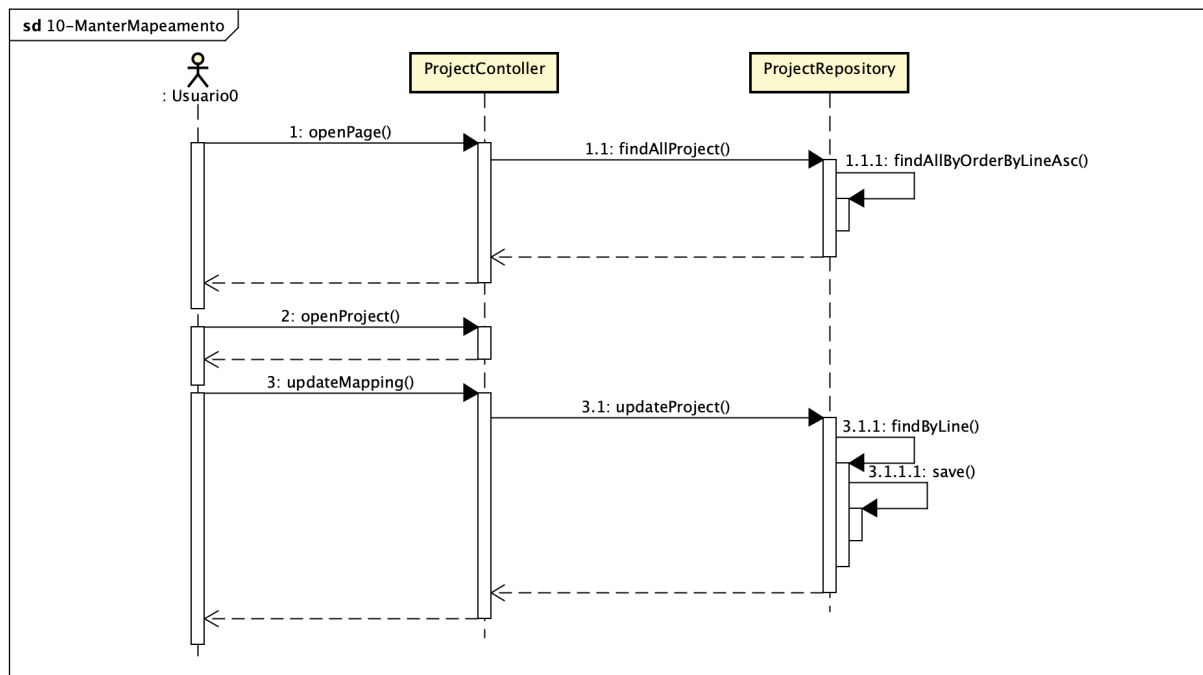 sd 10-ManterMapeamento
ProjectContoller
ProjectRepository
: Usuario0
1: openPage()
1.1: findAllProject()
1.1.1: findAllByOrderByLineAsc()
2: openProject()
3: updateMapping()
3.1: updateProject()
3.1.1: findByLine()
3.1.1.1: save()